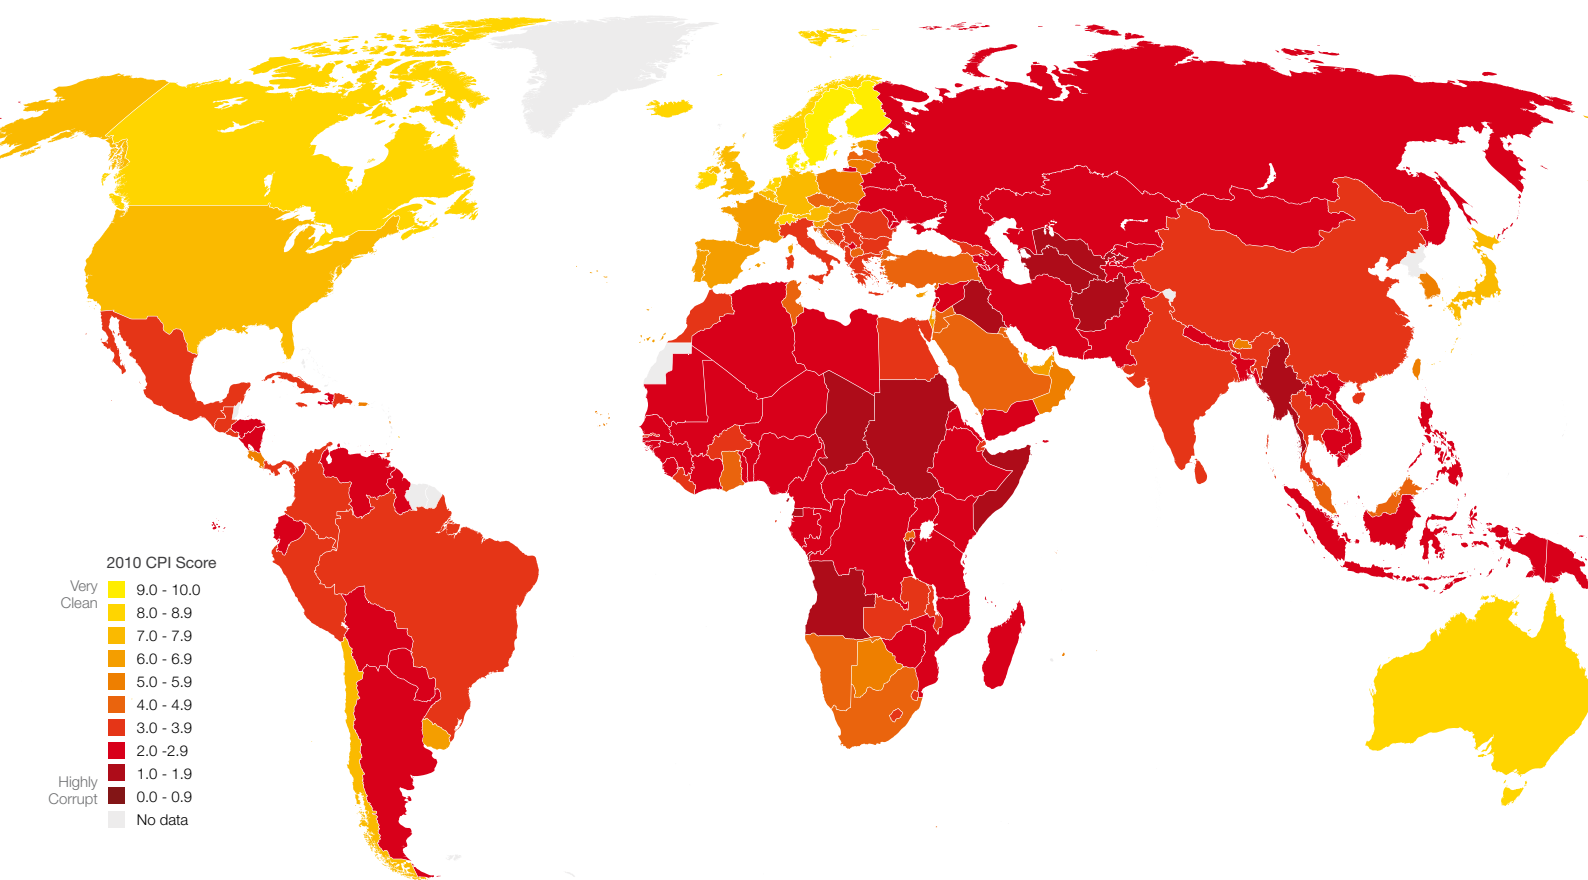 2010 CPI Score
Very
Clean
9.0 - 10.0
8.0 - 8.9
7.0 - 7.9
6.0 - 6.9
5.0 - 5.9
4.0 - 4.9
3.0 - 3.9
2.0 -2.9
1.0 - 1.9
Highly
Corrupt
0.0 - 0.9
No data